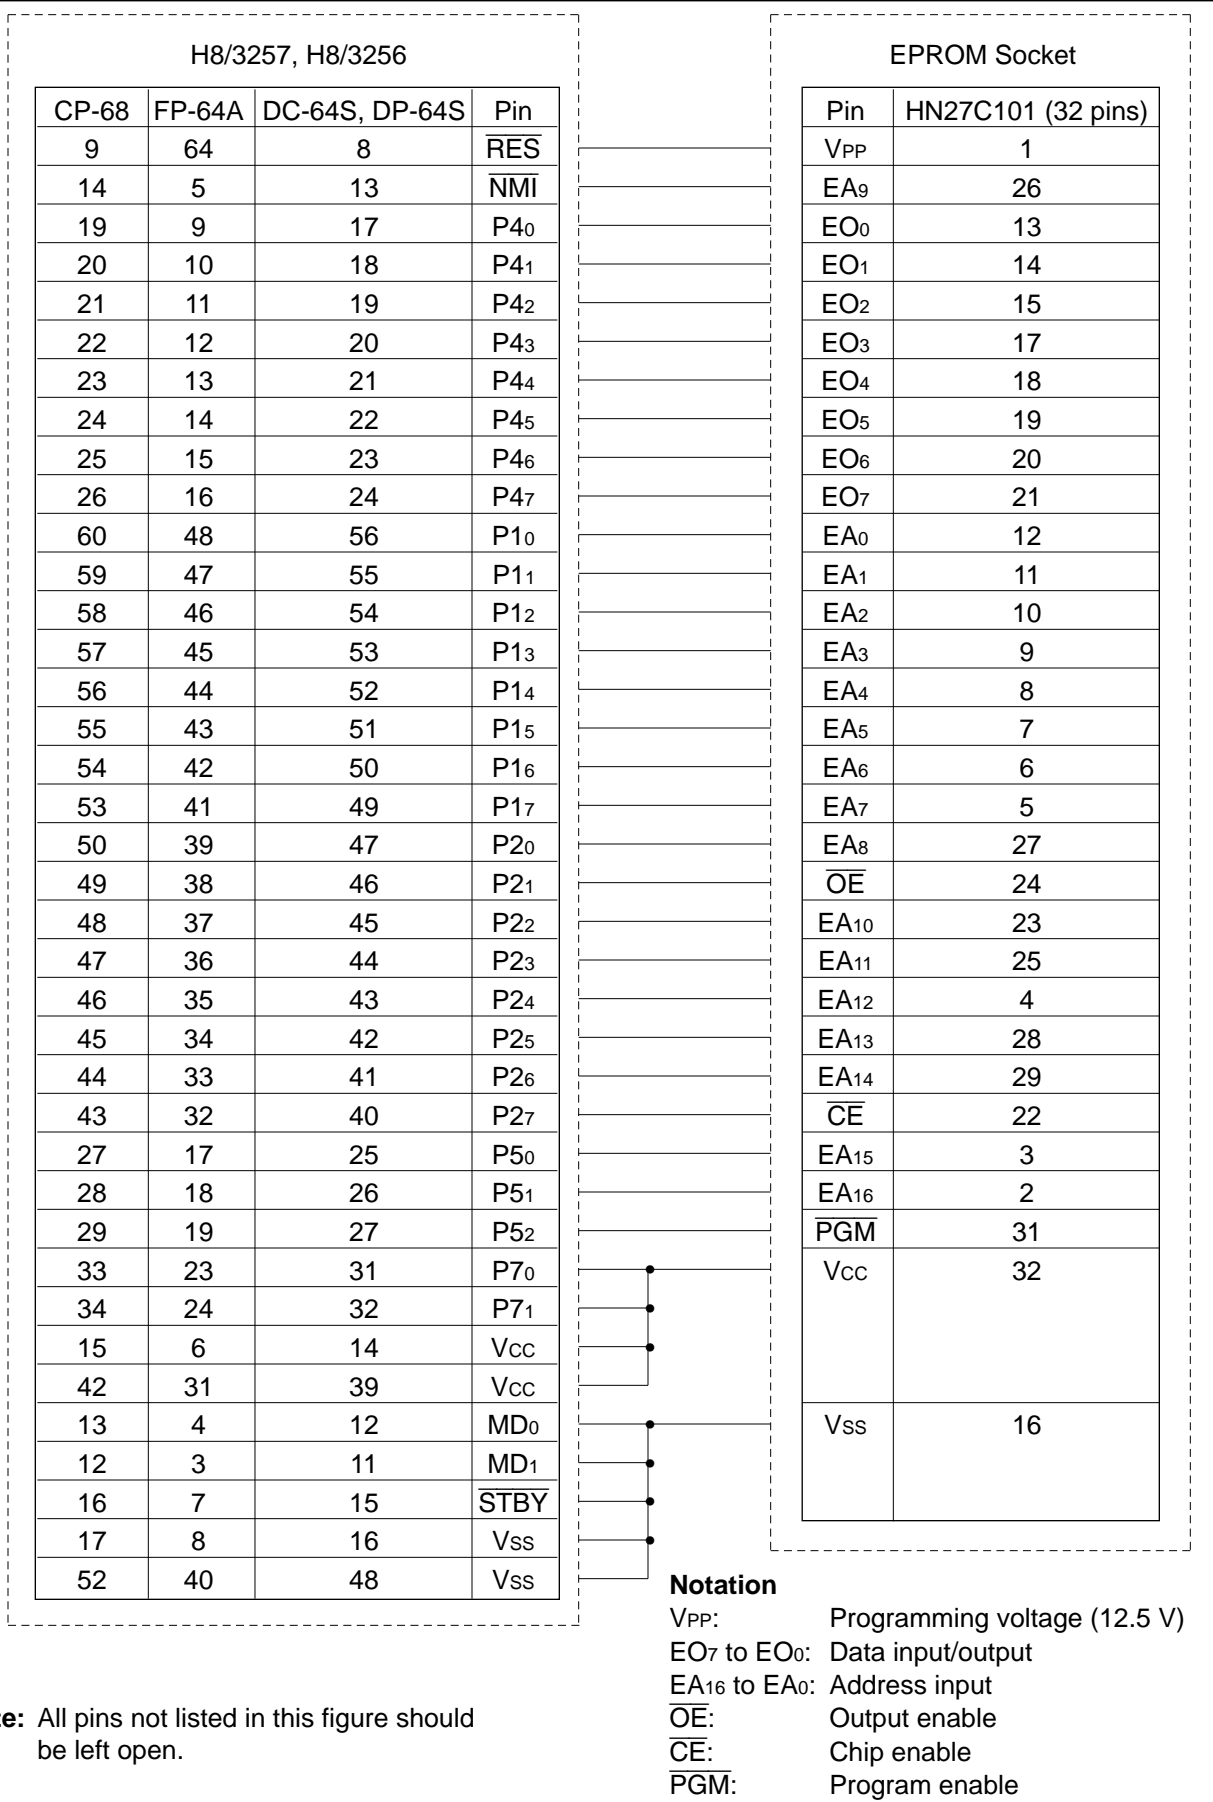 H8/3257, H8/3256
CP-68 FP-64A DC-64S, DP-64S Pin
9 64 8 R̅E̅S̅
14 5 13 N̅M̅I̅
19 9 17 P4₀
20 10 18 P4₁
21 11 19 P4₂
22 12 20 P4₃
23 13 21 P4₄
24 14 22 P4₅
25 15 23 P4₆
26 16 24 P4₇
60 48 56 P1₀
59 47 55 P1₁
58 46 54 P1₂
57 45 53 P1₃
56 44 52 P1₄
55 43 51 P1₅
54 42 50 P1₆
53 41 49 P1₇
50 39 47 P2₀
49 38 46 P2₁
48 37 45 P2₂
47 36 44 P2₃
46 35 43 P2₄
45 34 42 P2₅
44 33 41 P2₆
43 32 40 P2₇
27 17 25 P5₀
28 18 26 P5₁
29 19 27 P5₂
33 23 31 P7₀
34 24 32 P7₁
15 6 14 VCC
42 31 39 VCC
13 4 12 MD₀
12 3 11 MD₁
16 7 15 S̅T̅B̅Y̅
17 8 16 VSS
52 40 48 VSS
EPROM Socket
Pin HN27C101 (32 pins)
VPP 1
EA₉ 26
EO₀ 13
EO₁ 14
EO₂ 15
EO₃ 17
EO₄ 18
EO₅ 19
EO₆ 20
EO₇ 21
EA₀ 12
EA₁ 11
EA₂ 10
EA₃ 9
EA₄ 8
EA₅ 7
EA₆ 6
EA₇ 5
EA₈ 27
O̅E̅ 24
EA₁₀ 23
EA₁₁ 25
EA₁₂ 4
EA₁₃ 28
EA₁₄ 29
C̅E̅ 22
EA₁₅ 3
EA₁₆ 2
P̅G̅M̅ 31
VCC 32
VSS 16
Notation
VPP: Programming voltage (12.5 V)
EO₇ to EO₀: Data input/output
EA₁₆ to EA₀: Address input
O̅E̅: Output enable
C̅E̅: Chip enable
P̅G̅M̅: Program enable
e: All pins not listed in this figure should
be left open.